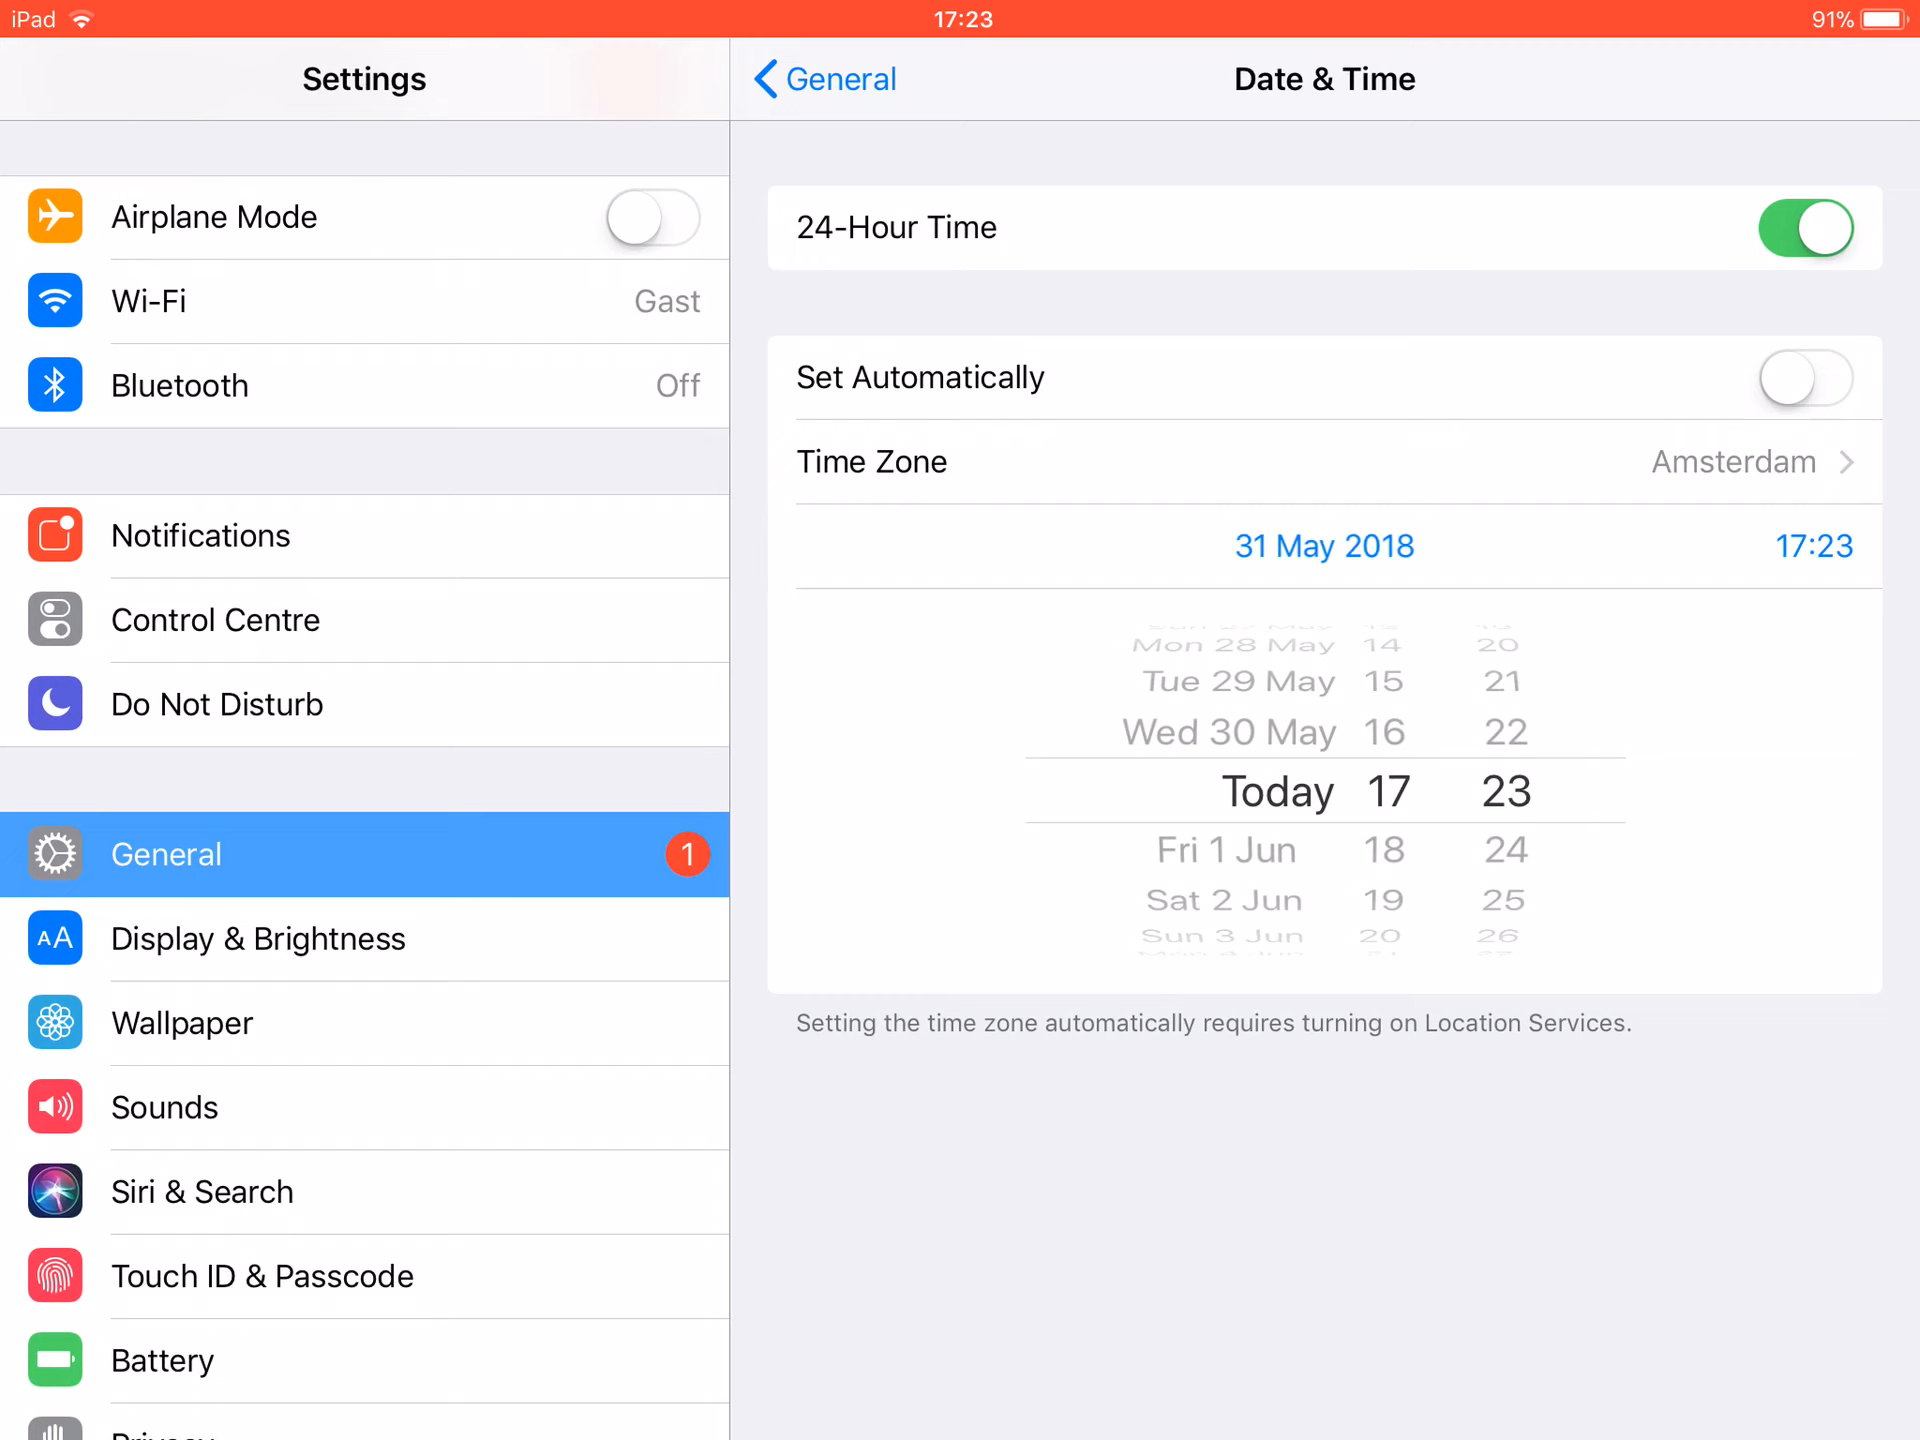 iPad 17:23 91%
Settings
General Date & Time
Airplane Mode
Wi-Fi Gast
Bluetooth Off
Notifications
Control Centre
Do Not Disturb
General 1
AA Display & Brightness
Wallpaper
Sounds
Siri & Search
Touch ID & Passcode
Battery
24-Hour Time
Set Automatically
Time Zone Amsterdam
31 May 2018 17:23
Mon 28 May 14 20
Tue 29 May 15 21
Wed 30 May 16 22
Today 17 23
Fri 1 Jun 18 24
Sat 2 Jun 19 25
Sun 3 Jun 20 26
Setting the time zone automatically requires turning on Location Services.